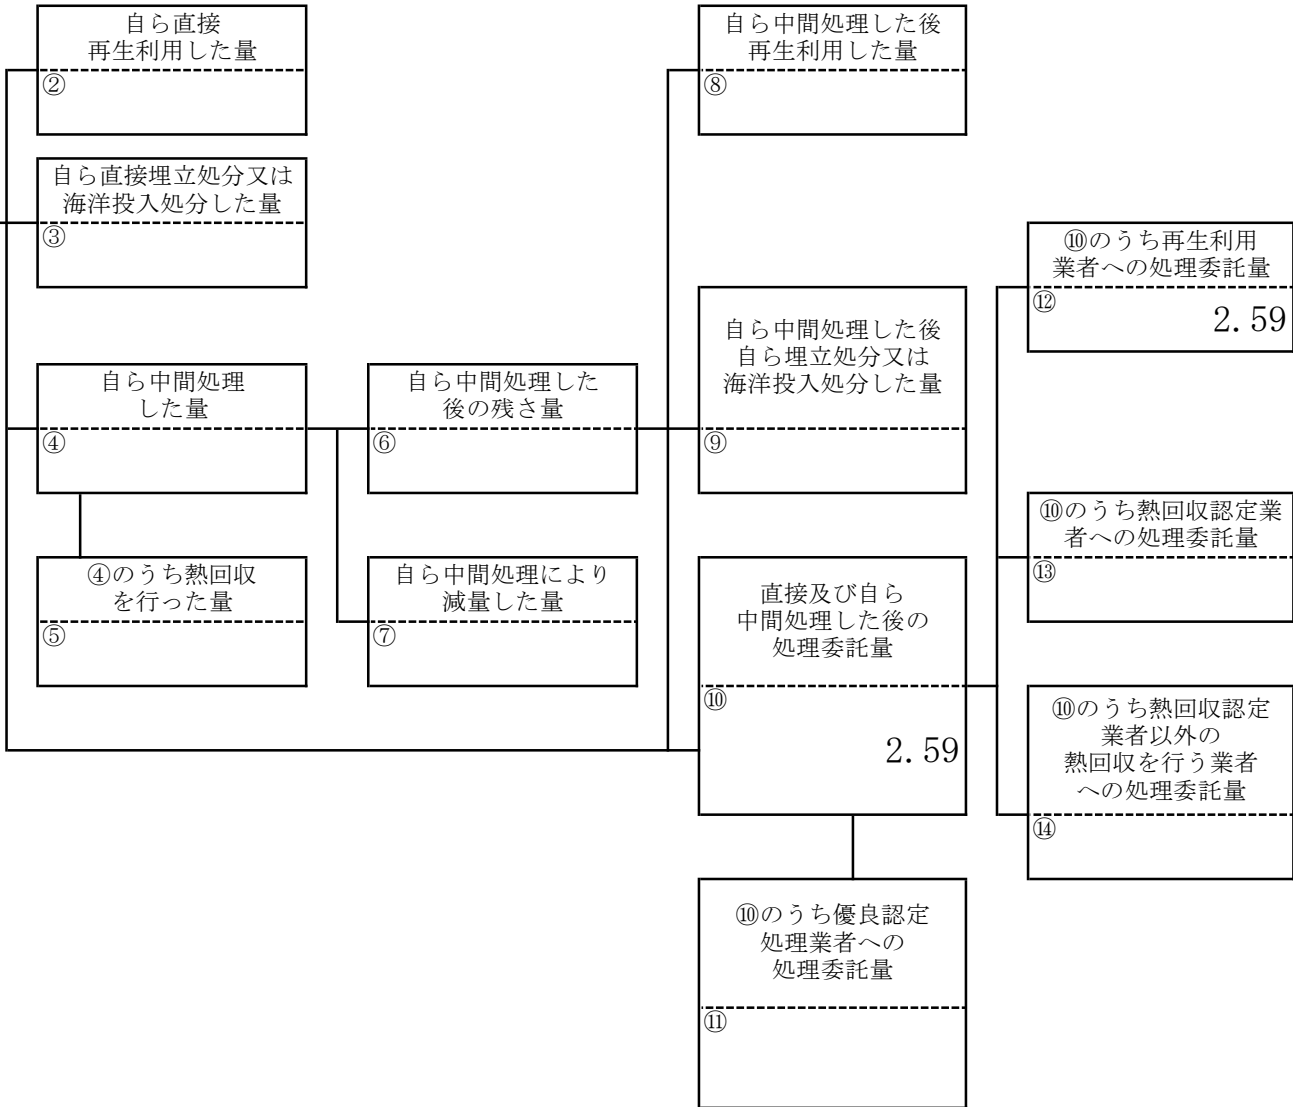 自ら直接
再生利用した量
②
自ら直接埋立処分又は
海洋投入処分した量
③
自ら中間処理
した量
④
④のうち熱回収
を行った量
⑤
自ら中間処理した
後の残さ量
⑥
自ら中間処理により
減量した量
⑦
自ら中間処理した後
再生利用した量
⑧
自ら中間処理した後
自ら埋立処分又は
海洋投入処分した量
⑨
直接及び自ら
中間処理した後の
処理委託量
⑩
2.59
⑩のうち優良認定
処理業者への
処理委託量
⑪
⑩のうち再生利用
業者への処理委託量
⑫
2.59
⑩のうち熱回収認定業
者への処理委託量
⑬
⑩のうち熱回収認定
業者以外の
熱回収を行う業者
への処理委託量
⑭